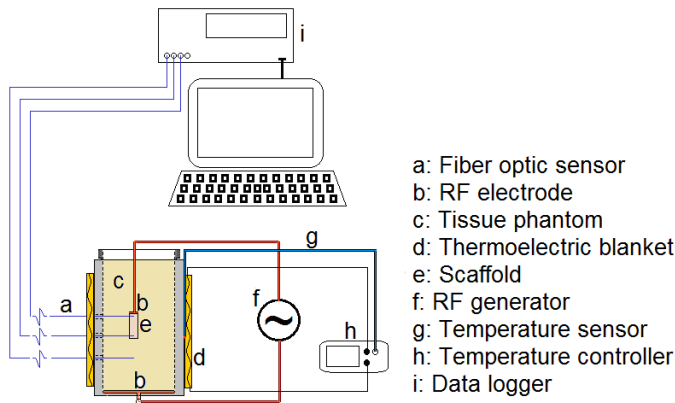 i
a: Fiber optic sensor
b: RF electrode
c: Tissue phantom
d: Thermoelectric blanket
e: Scaffold
f: RF generator
g: Temperature sensor
h: Temperature controller
i: Data logger
g
c
a
b
f
e
h
d
b